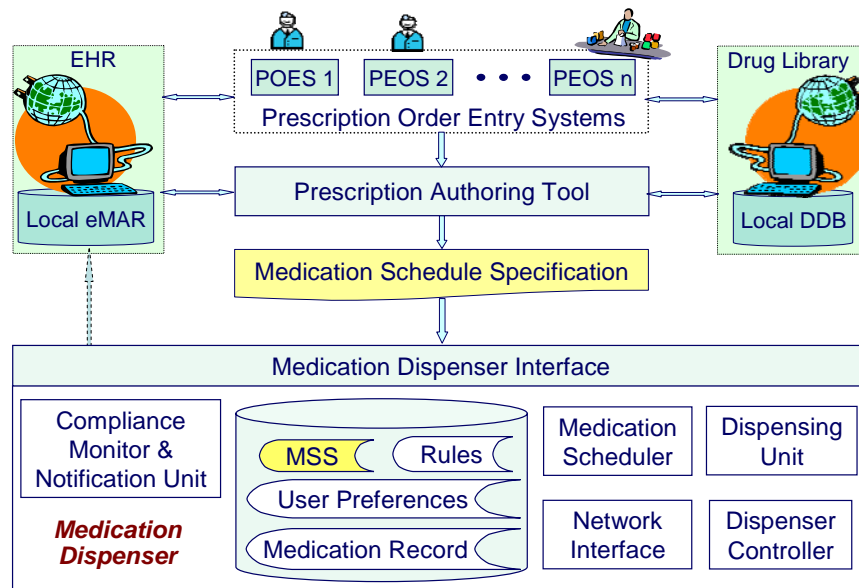 EHR
POES 1
PEOS 2
• • •
PEOS n
Drug Library
Prescription Order Entry Systems
Prescription Authoring Tool
Local eMAR
Local DDB
Medication Schedule Specification
Medication Dispenser Interface
Compliance
Monitor &
Notification Unit
MSS
Rules
User Preferences
Medication Record
Medication
Scheduler
Dispensing
Unit
Network
Interface
Dispenser
Controller
Medication
Dispenser